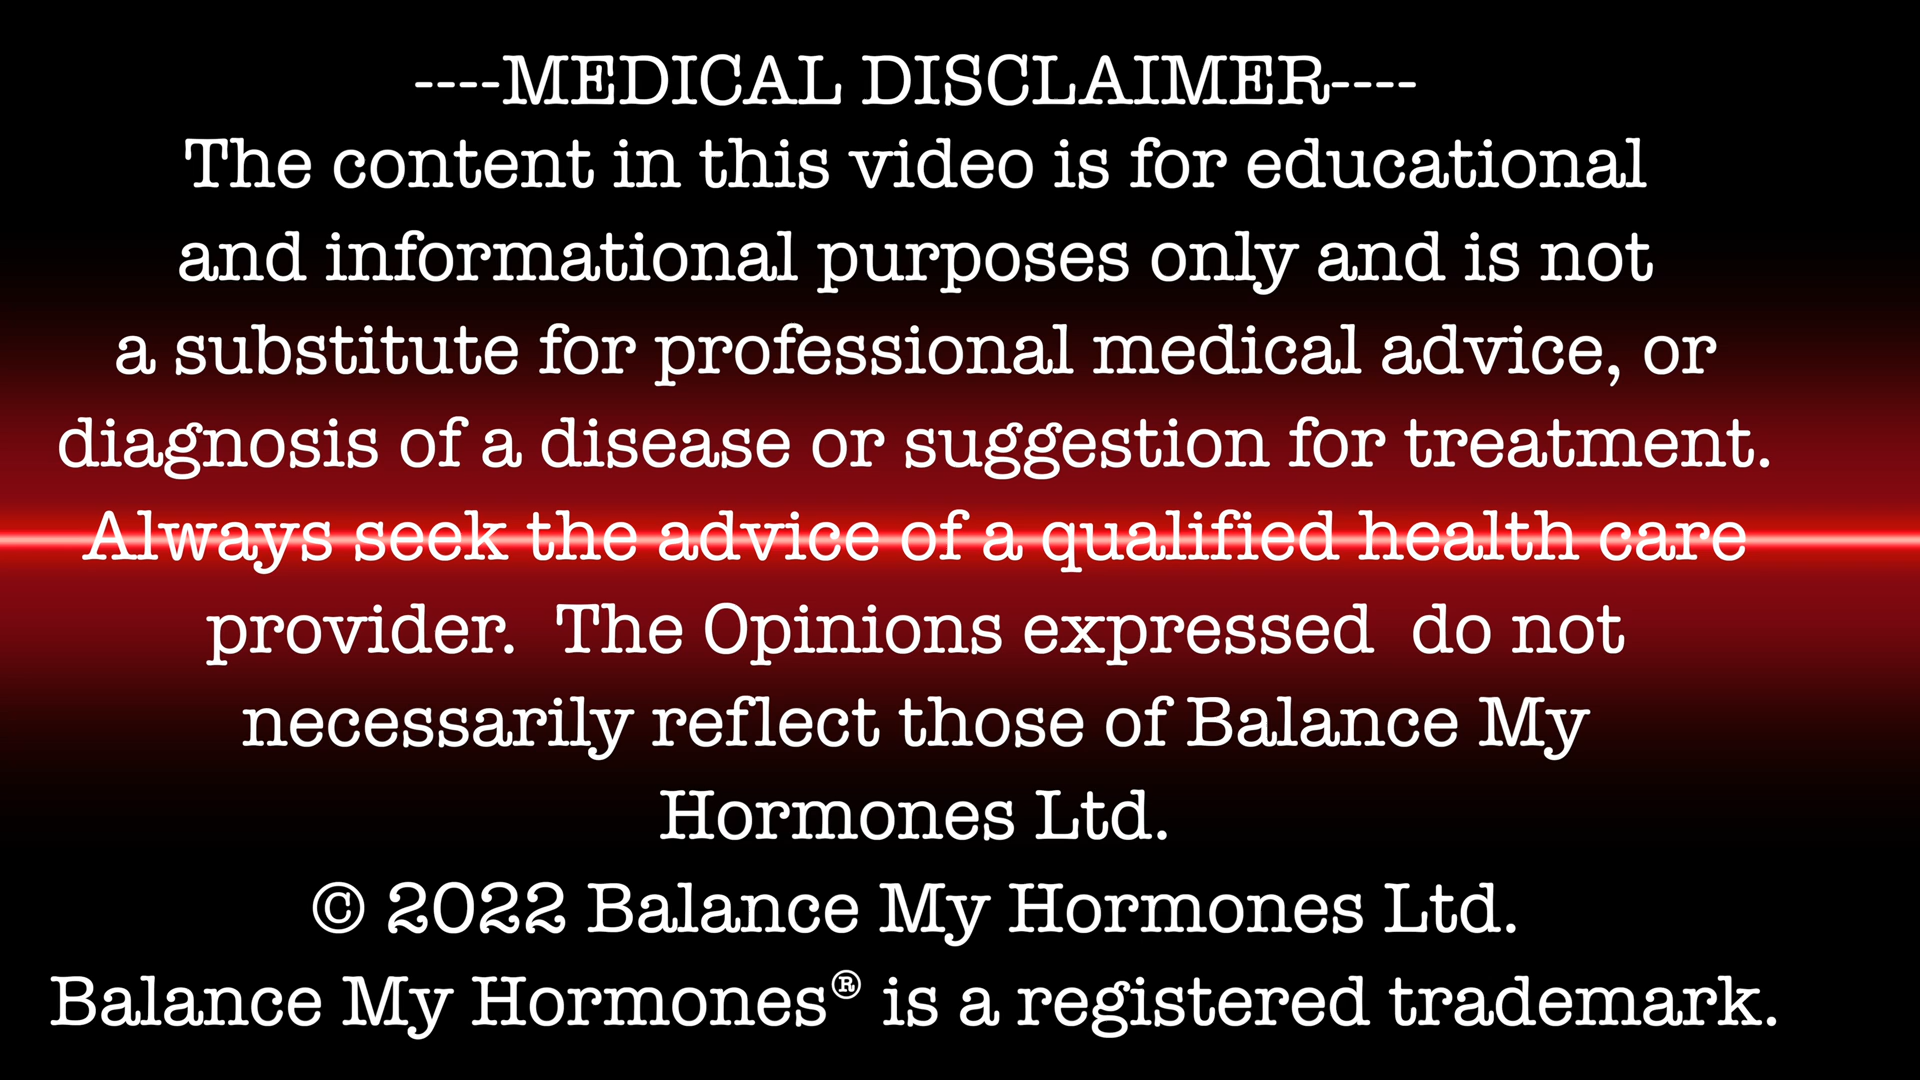 ----MEDICAL DISCLAIMER----
The content in this video is for educational
and informational purposes only and is not
a substitute for professional medical advice, or
diagnosis of a disease or suggestion for treatment.
Always seek the advice of a qualified health care
provider.  The Opinions expressed  do not
necessarily reflect those of Balance My
Hormones Ltd.
© 2022 Balance My Hormones Ltd.
Balance My Hormones® is a registered trademark.